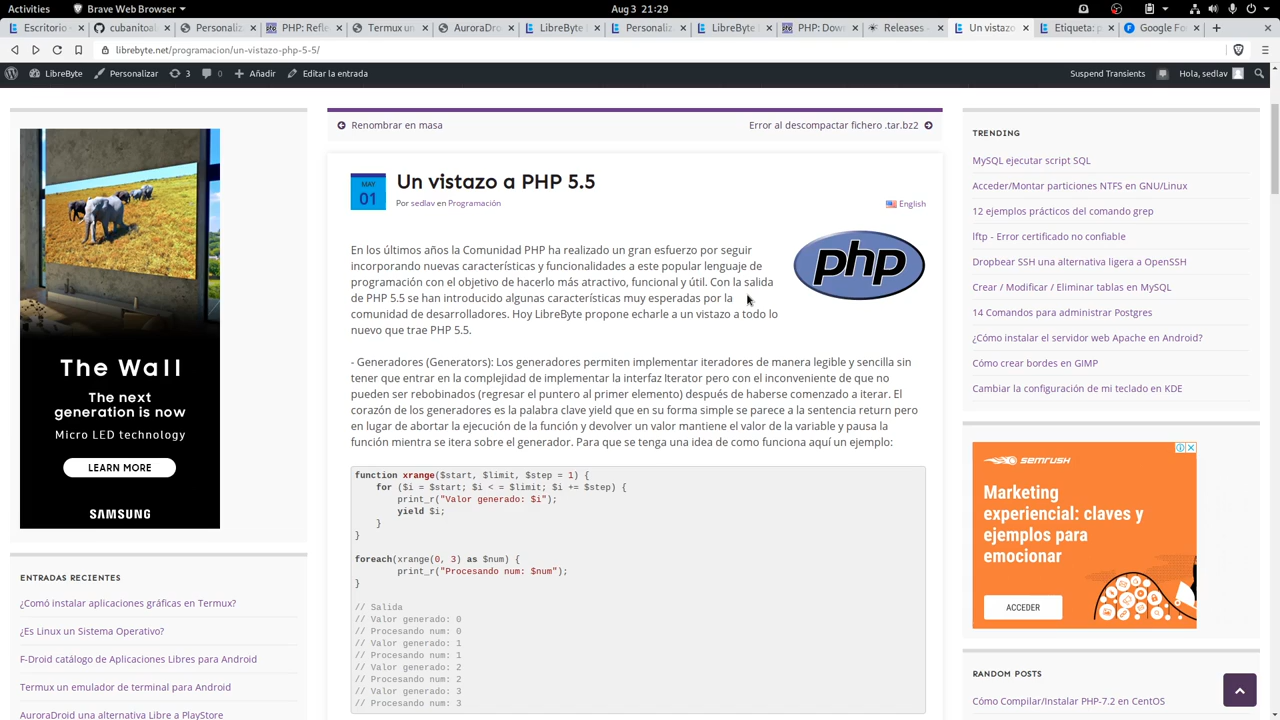 Activities
Brave Web Browser
Aug 3 21:29
Escritorio
cubanitoal
Personaliz
PHP: Refle
Termux un
AuroraDroi
LibreByte
Personaliz
LibreByte
PHP: Dow
Releases
Un vistazo
Etiqueta: p
Google Fo
librebyte.net/programacion/un-vistazo-php-5-5/
LibreByte
Personalizar
3
0
Añadir
Editar la entrada
Suspend Transients
Hola, sedlav
Renombrar en masa
Error al descompactar fichero .tar.bz2
MAY
01
Un vistazo a PHP 5.5
Por sedlav en Programación
English
php
En los últimos años la Comunidad PHP ha realizado un gran esfuerzo por seguir
incorporando nuevas características y funcionalidades a este popular lenguaje de
programación con el objetivo de hacerlo más atractivo, funcional y útil. Con la salida
de PHP 5.5 se han introducido algunas características muy esperadas por la
comunidad de desarrolladores. Hoy LibreByte propone echarle a un vistazo a todo lo
nuevo que trae PHP 5.5.
- Generadores (Generators): Los generadores permiten implementar iteradores de manera legible y sencilla sin
tener que entrar en la complejidad de implementar la interfaz Iterator pero con el inconveniente de que no
pueden ser rebobinados (regresar el puntero al primer elemento) después de haberse comenzado a iterar. El
corazón de los generadores es la palabra clave yield que en su forma simple se parece a la sentencia return pero
en lugar de abortar la ejecución de la función y devolver un valor mantiene el valor de la variable y pausa la
función mientra se itera sobre el generador. Para que se tenga una idea de como funciona aquí un ejemplo:
function xrange($start, $limit, $step = 1) {
for ($i = $start; $i < = $limit; $i += $step) {
print_r("Valor generado: $i");
yield $i;
}
}
foreach(xrange(0, 3) as $num) {
print_r("Procesando num: $num");
}
// Salida
// Valor generado: 0
// Procesando num: 0
// Valor generado: 1
// Procesando num: 1
// Valor generado: 2
// Procesando num: 2
// Valor generado: 3
// Procesando num: 3
The Wall
The next
generation is now
Micro LED technology
LEARN MORE
SAMSUNG
ENTRADAS RECIENTES
¿Comó instalar aplicaciones gráficas en Termux?
¿Es Linux un Sistema Operativo?
F-Droid catálogo de Aplicaciones Libres para Android
Termux un emulador de terminal para Android
AuroraDroid una alternativa Libre a PlayStore
TRENDING
MySQL ejecutar script SQL
Acceder/Montar particiones NTFS en GNU/Linux
12 ejemplos prácticos del comando grep
lftp - Error certificado no confiable
Dropbear SSH una alternativa ligera a OpenSSH
Crear / Modificar / Eliminar tablas en MySQL
14 Comandos para administrar Postgres
¿Cómo instalar el servidor web Apache en Android?
Cómo crear bordes en GIMP
Cambiar la configuración de mi teclado en KDE
SEMRUSH
Marketing
experiencial: claves y
ejemplos para
emocionar
ACCEDER
RANDOM POSTS
Cómo Compilar/Instalar PHP-7.2 en CentOS